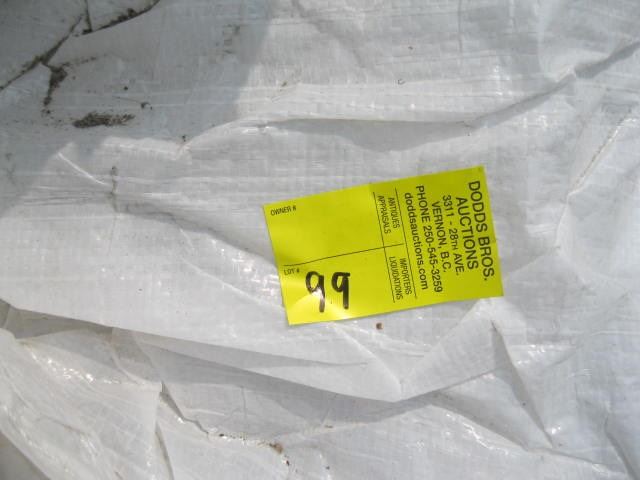 DODDS BROS.
AUCTIONS
3311 - 28TH AVE.
VERNON, B.C.
PHONE 250-545-3259
doddsauctions.com
ANTIQUES
APPRAISALS
IMPORTERS
LIQUIDATIONS
OWNER #
LOT #
99